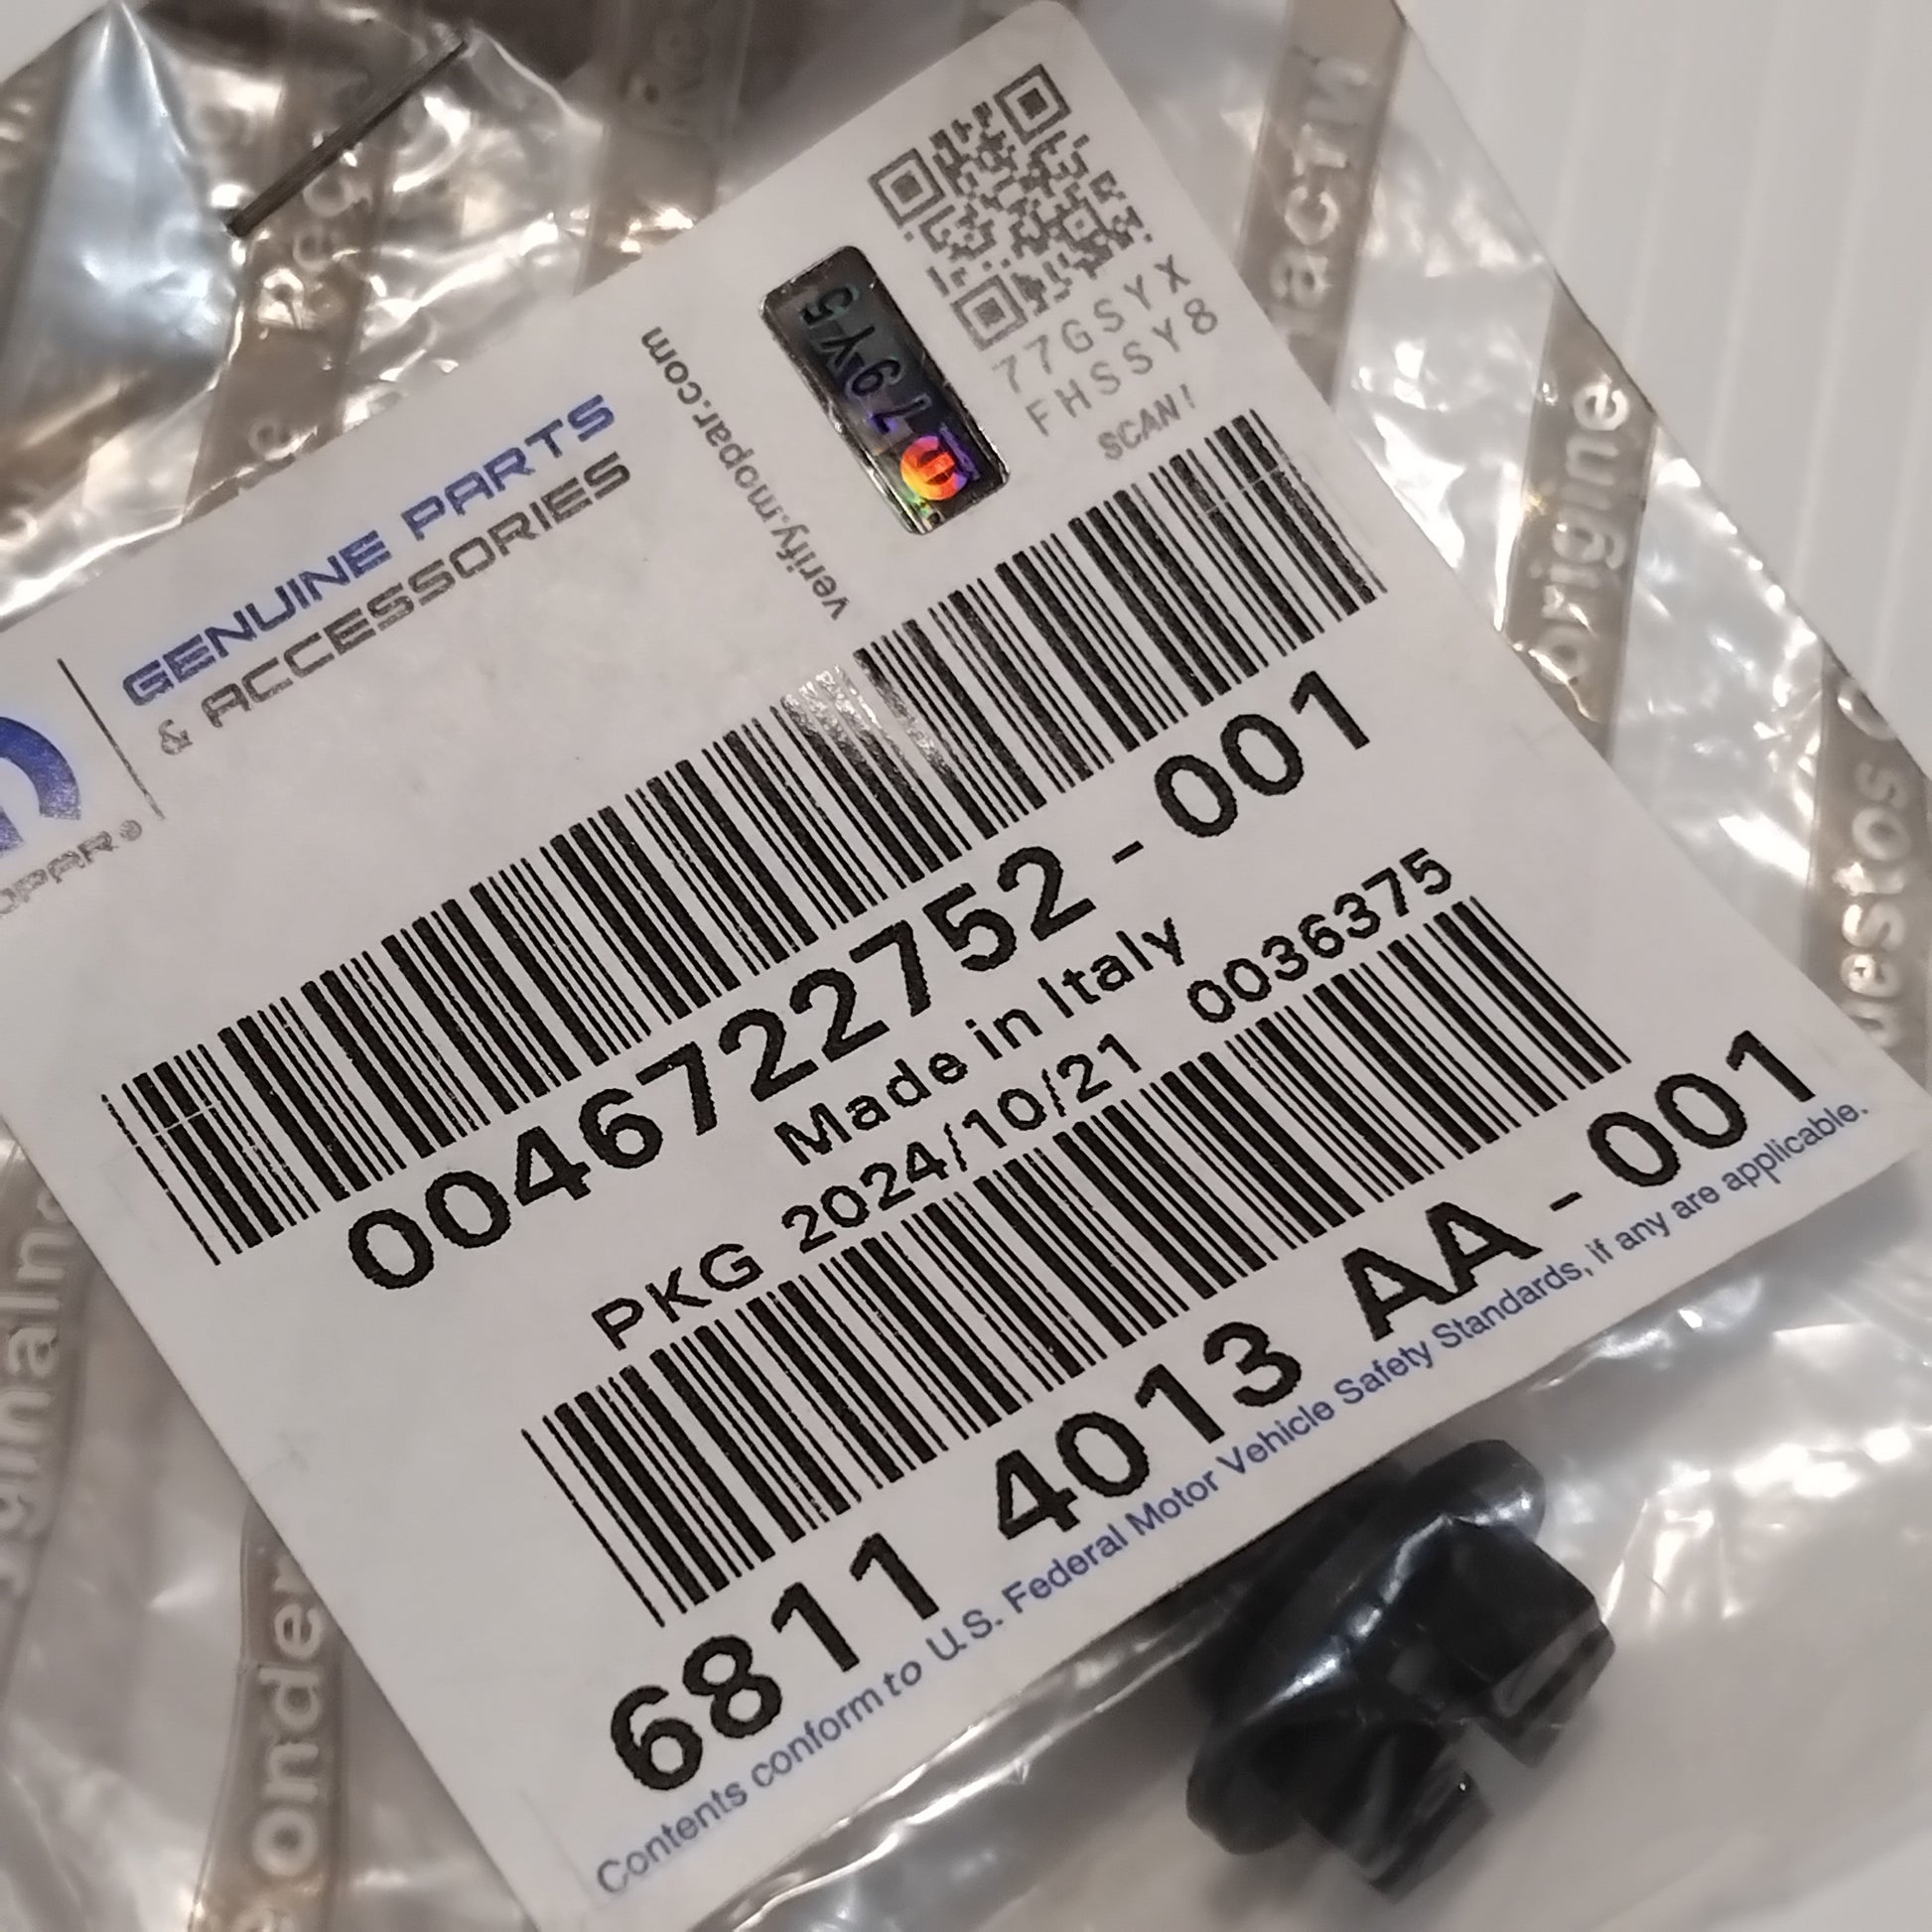 GENUINE PARTS
& ACCESSORIES
verify.mopar.com
77GSYX
FHSSY8
SCAN!
0046722752-001
Made in Italy
PKG 2024/10/21 0036375
6811 4013 AA-001
Contents conform to U.S. Federal Motor Vehicle Safety Standards, if any are applicable.
origine